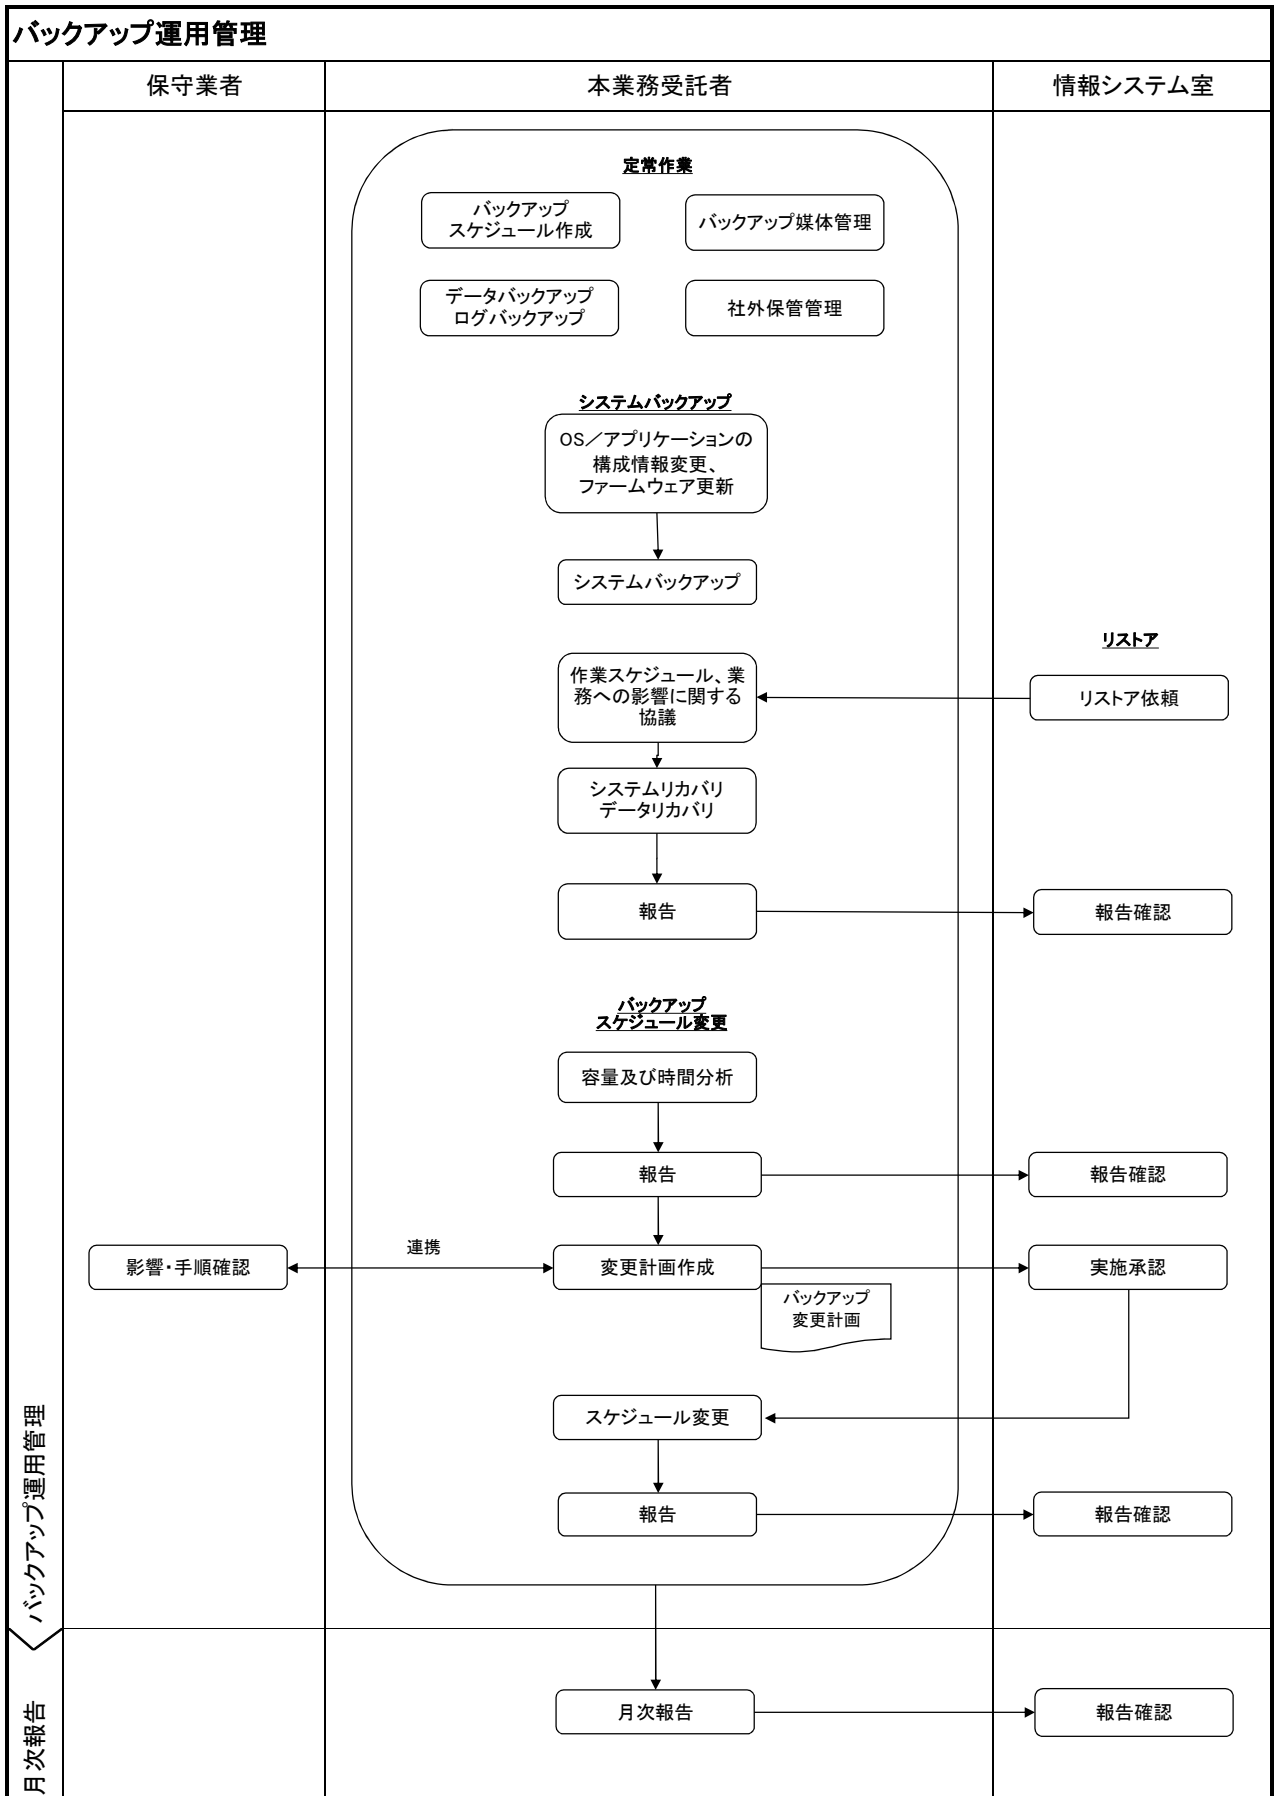 バックアップ運用管理
保守業者
本業務受託者
情報システム室
定常作業
バックアップ
スケジュール作成
バックアップ媒体管理
データバックアップ
ログバックアップ
社外保管管理
システムバックアップ
OS／アプリケーションの
構成情報変更、
ファームウェア更新
システムバックアップ
リストア
作業スケジュール、業
務への影響に関する
協議
リストア依頼
システムリカバリ
データリカバリ
報告
報告確認
バックアップ
スケジュール変更
容量及び時間分析
報告
報告確認
影響・手順確認
連携
変更計画作成
実施承認
バックアップ
変更計画
スケジュール変更
報告
報告確認
バックアップ運用管理
月次報告
報告確認
月次報告